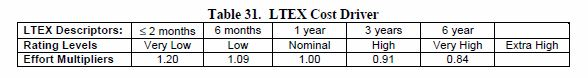 Table 31. LTEX Cost Driver
LTEX Descriptors: ≤ 2 months 6 months 1 year 3 years 6 year
Rating Levels Very Low Low Nominal High Very High Extra High
Effort Multipliers 1.20 1.09 1.00 0.91 0.84